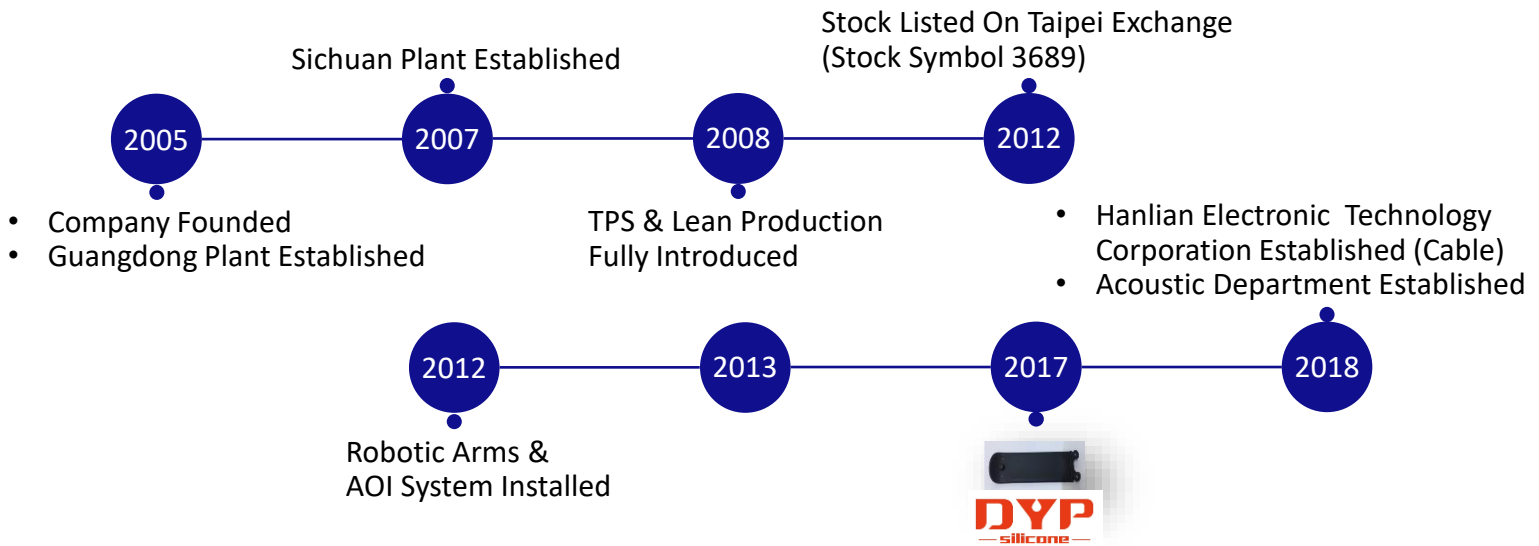 Stock Listed On Taipei Exchange
(Stock Symbol 3689)
Sichuan Plant Established
2005
2007
2008
2012
• Company Founded
• Guangdong Plant Established
TPS & Lean Production
Fully Introduced
• Hanlian Electronic Technology
Corporation Established (Cable)
• Acoustic Department Established
2012
2013
2017
2018
Robotic Arms &
AOI System Installed
DYP
silicone